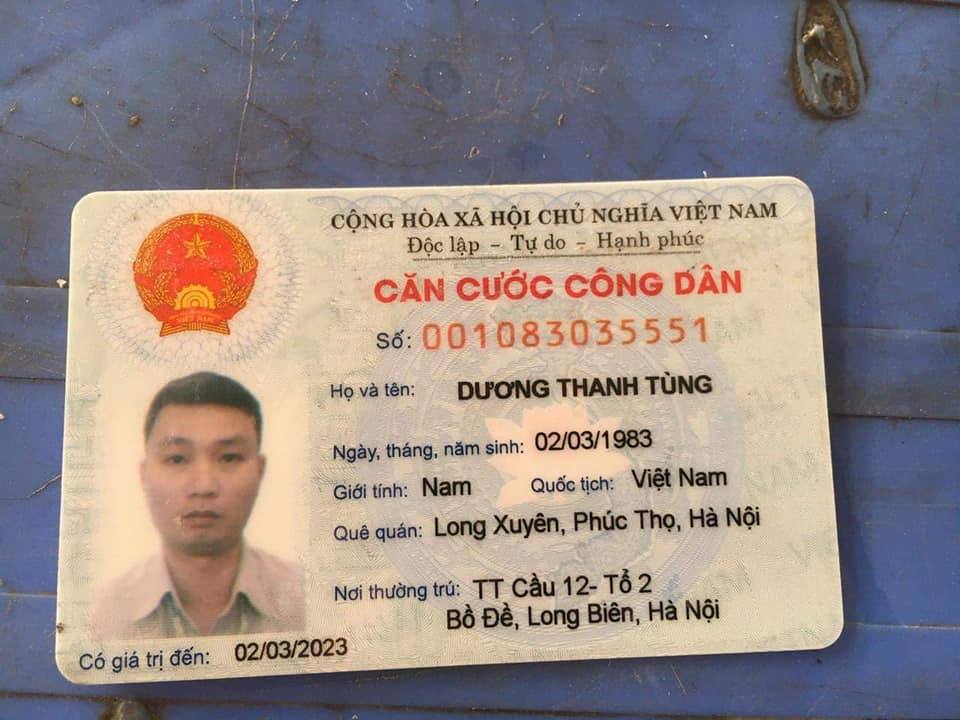 CỘNG HÒA XÃ HỘI CHỦ NGHĨA VIỆT NAM
Độc lập - Tự do - Hạnh phúc
CĂN CƯỚC CÔNG DÂN
Số: 001083035551
Họ và tên: DƯƠNG THANH TÙNG
Ngày, tháng, năm sinh: 02/03/1983
Giới tính: Nam Quốc tịch: Việt Nam
Quê quán: Long Xuyên, Phúc Thọ, Hà Nội
Nơi thường trú: TT Cầu 12- Tổ 2
Bồ Đề, Long Biên, Hà Nội
Có giá trị đến: 02/03/2023